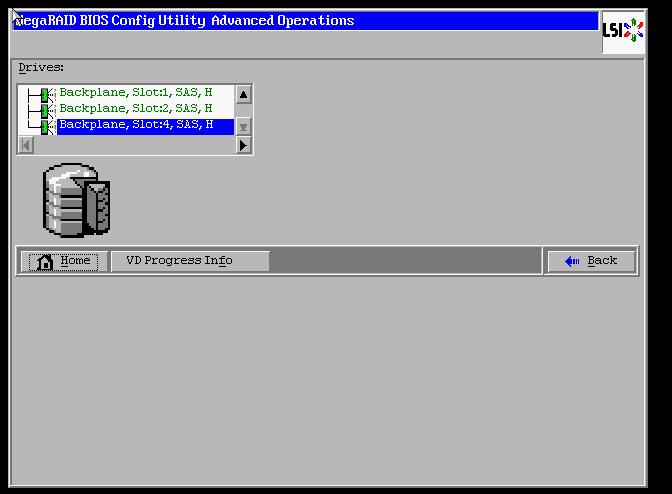 MegaRAID BIOS Config Utility Advanced Operations
LSI
Drives:
Backplane, Slot:1, SAS, H
Backplane, Slot:2, SAS, H
Backplane, Slot:4, SAS, H
Home
VD Progress Info
Back